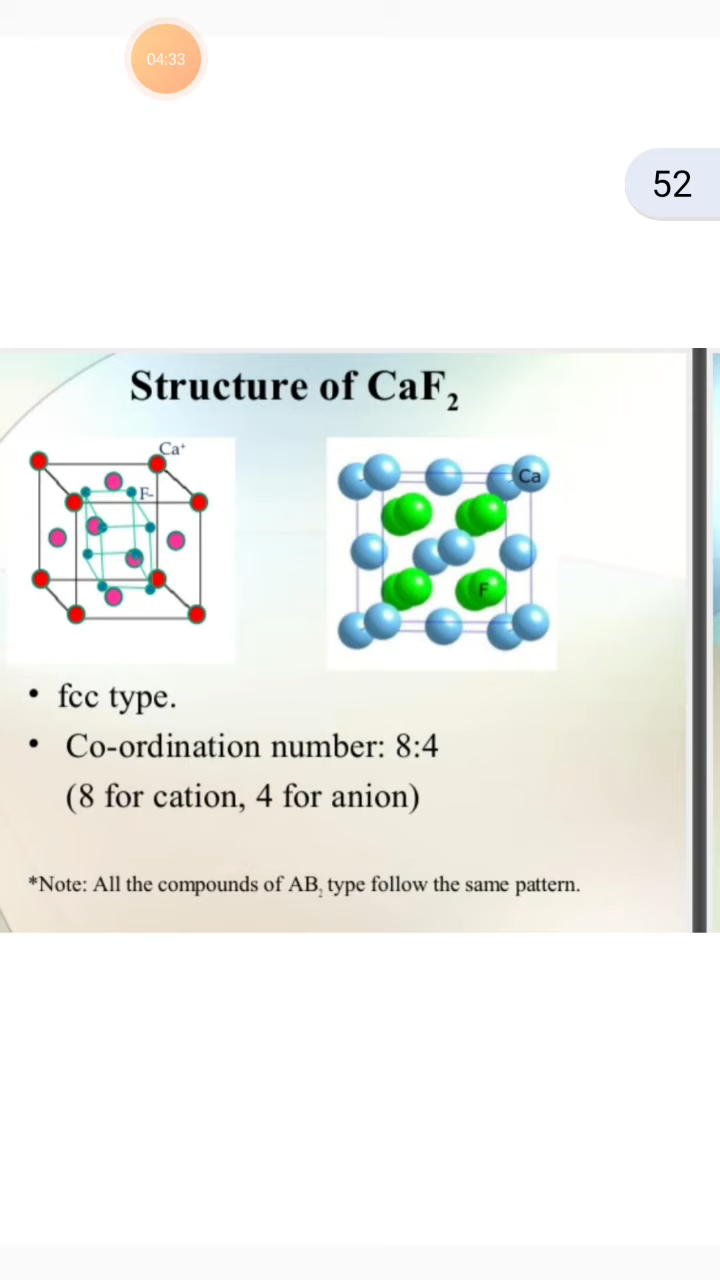 04:33
52
Structure of CaF₂
Ca⁺
F-
Ca
F
• fcc type.
• Co-ordination number: 8:4
(8 for cation, 4 for anion)
*Note: All the compounds of AB₂ type follow the same pattern.